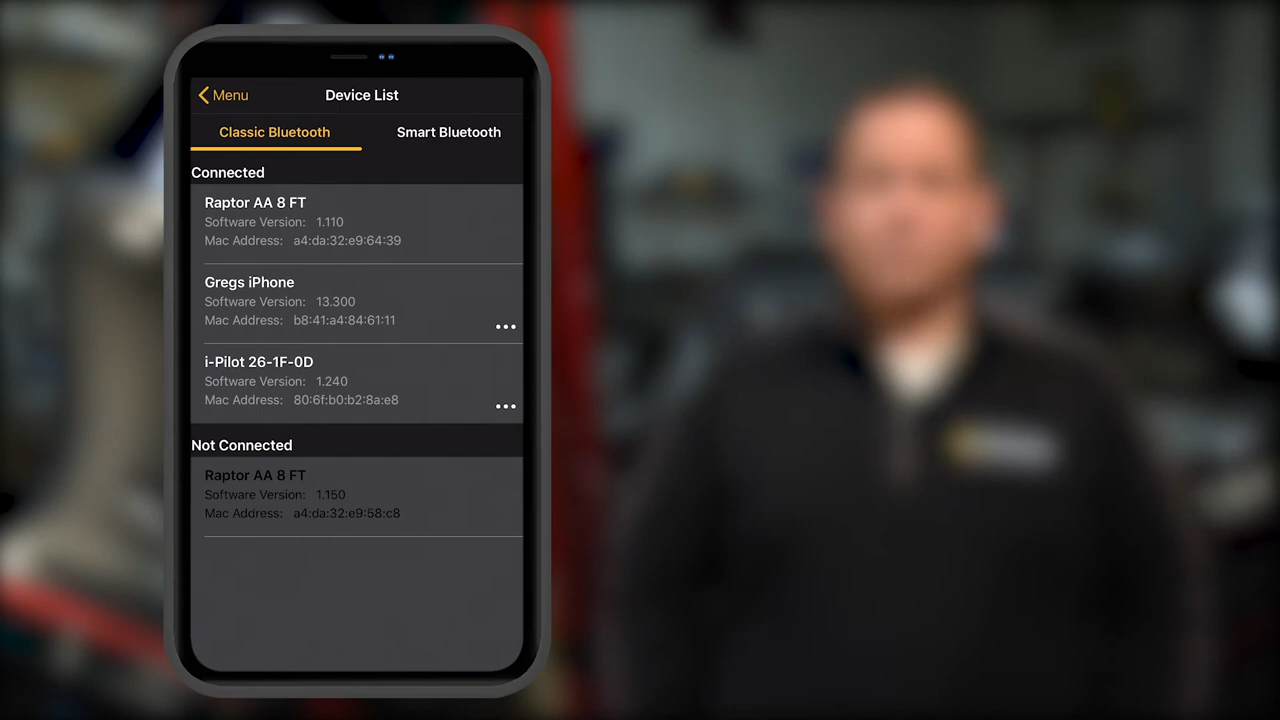 Menu
Device List
Classic Bluetooth
Smart Bluetooth
Connected
Raptor AA 8 FT
Software Version: 1.110
Mac Address: a4:da:32:e9:64:39
Gregs iPhone
Software Version: 13.300
Mac Address: b8:41:a4:84:61:11
i-Pilot 26-1F-0D
Software Version: 1.240
Mac Address: 80:6f:b0:b2:8a:e8
Not Connected
Raptor AA 8 FT
Software Version: 1.150
Mac Address: a4:da:32:e9:58:c8